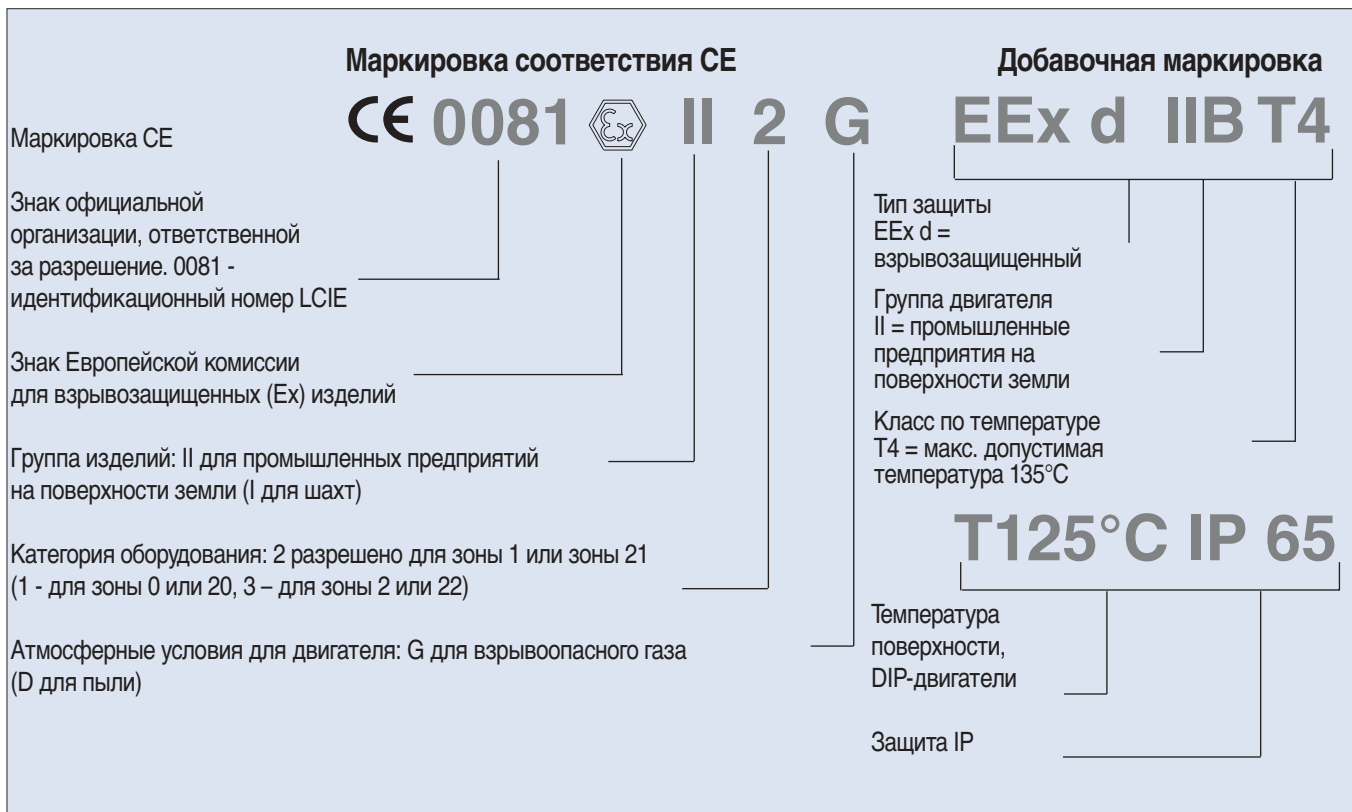 Маркировка соответствия CE
CE 0081 Ex II 2 G
Маркировка CE
Знак официальной
организации, ответственной
за разрешение. 0081 -
идентификационный номер LCIE
Знак Европейской комиссии
для взрывозащищенных (Ex) изделий
Группа изделий: II для промышленных предприятий
на поверхности земли (I для шахт)
Категория оборудования: 2 разрешено для зоны 1 или зоны 21
(1 - для зоны 0 или 20, 3 – для зоны 2 или 22)
Атмосферные условия для двигателя: G для взрывоопасного газа
(D для пыли)
Добавочная маркировка
EEx d IIB T4
Тип защиты
EEx d =
взрывозащищенный
Группа двигателя
II = промышленные
предприятия на
поверхности земли
Класс по температуре
T4 = макс. допустимая
температура 135°C
T125°C IP 65
Температура
поверхности,
DIP-двигатели
Защита IP